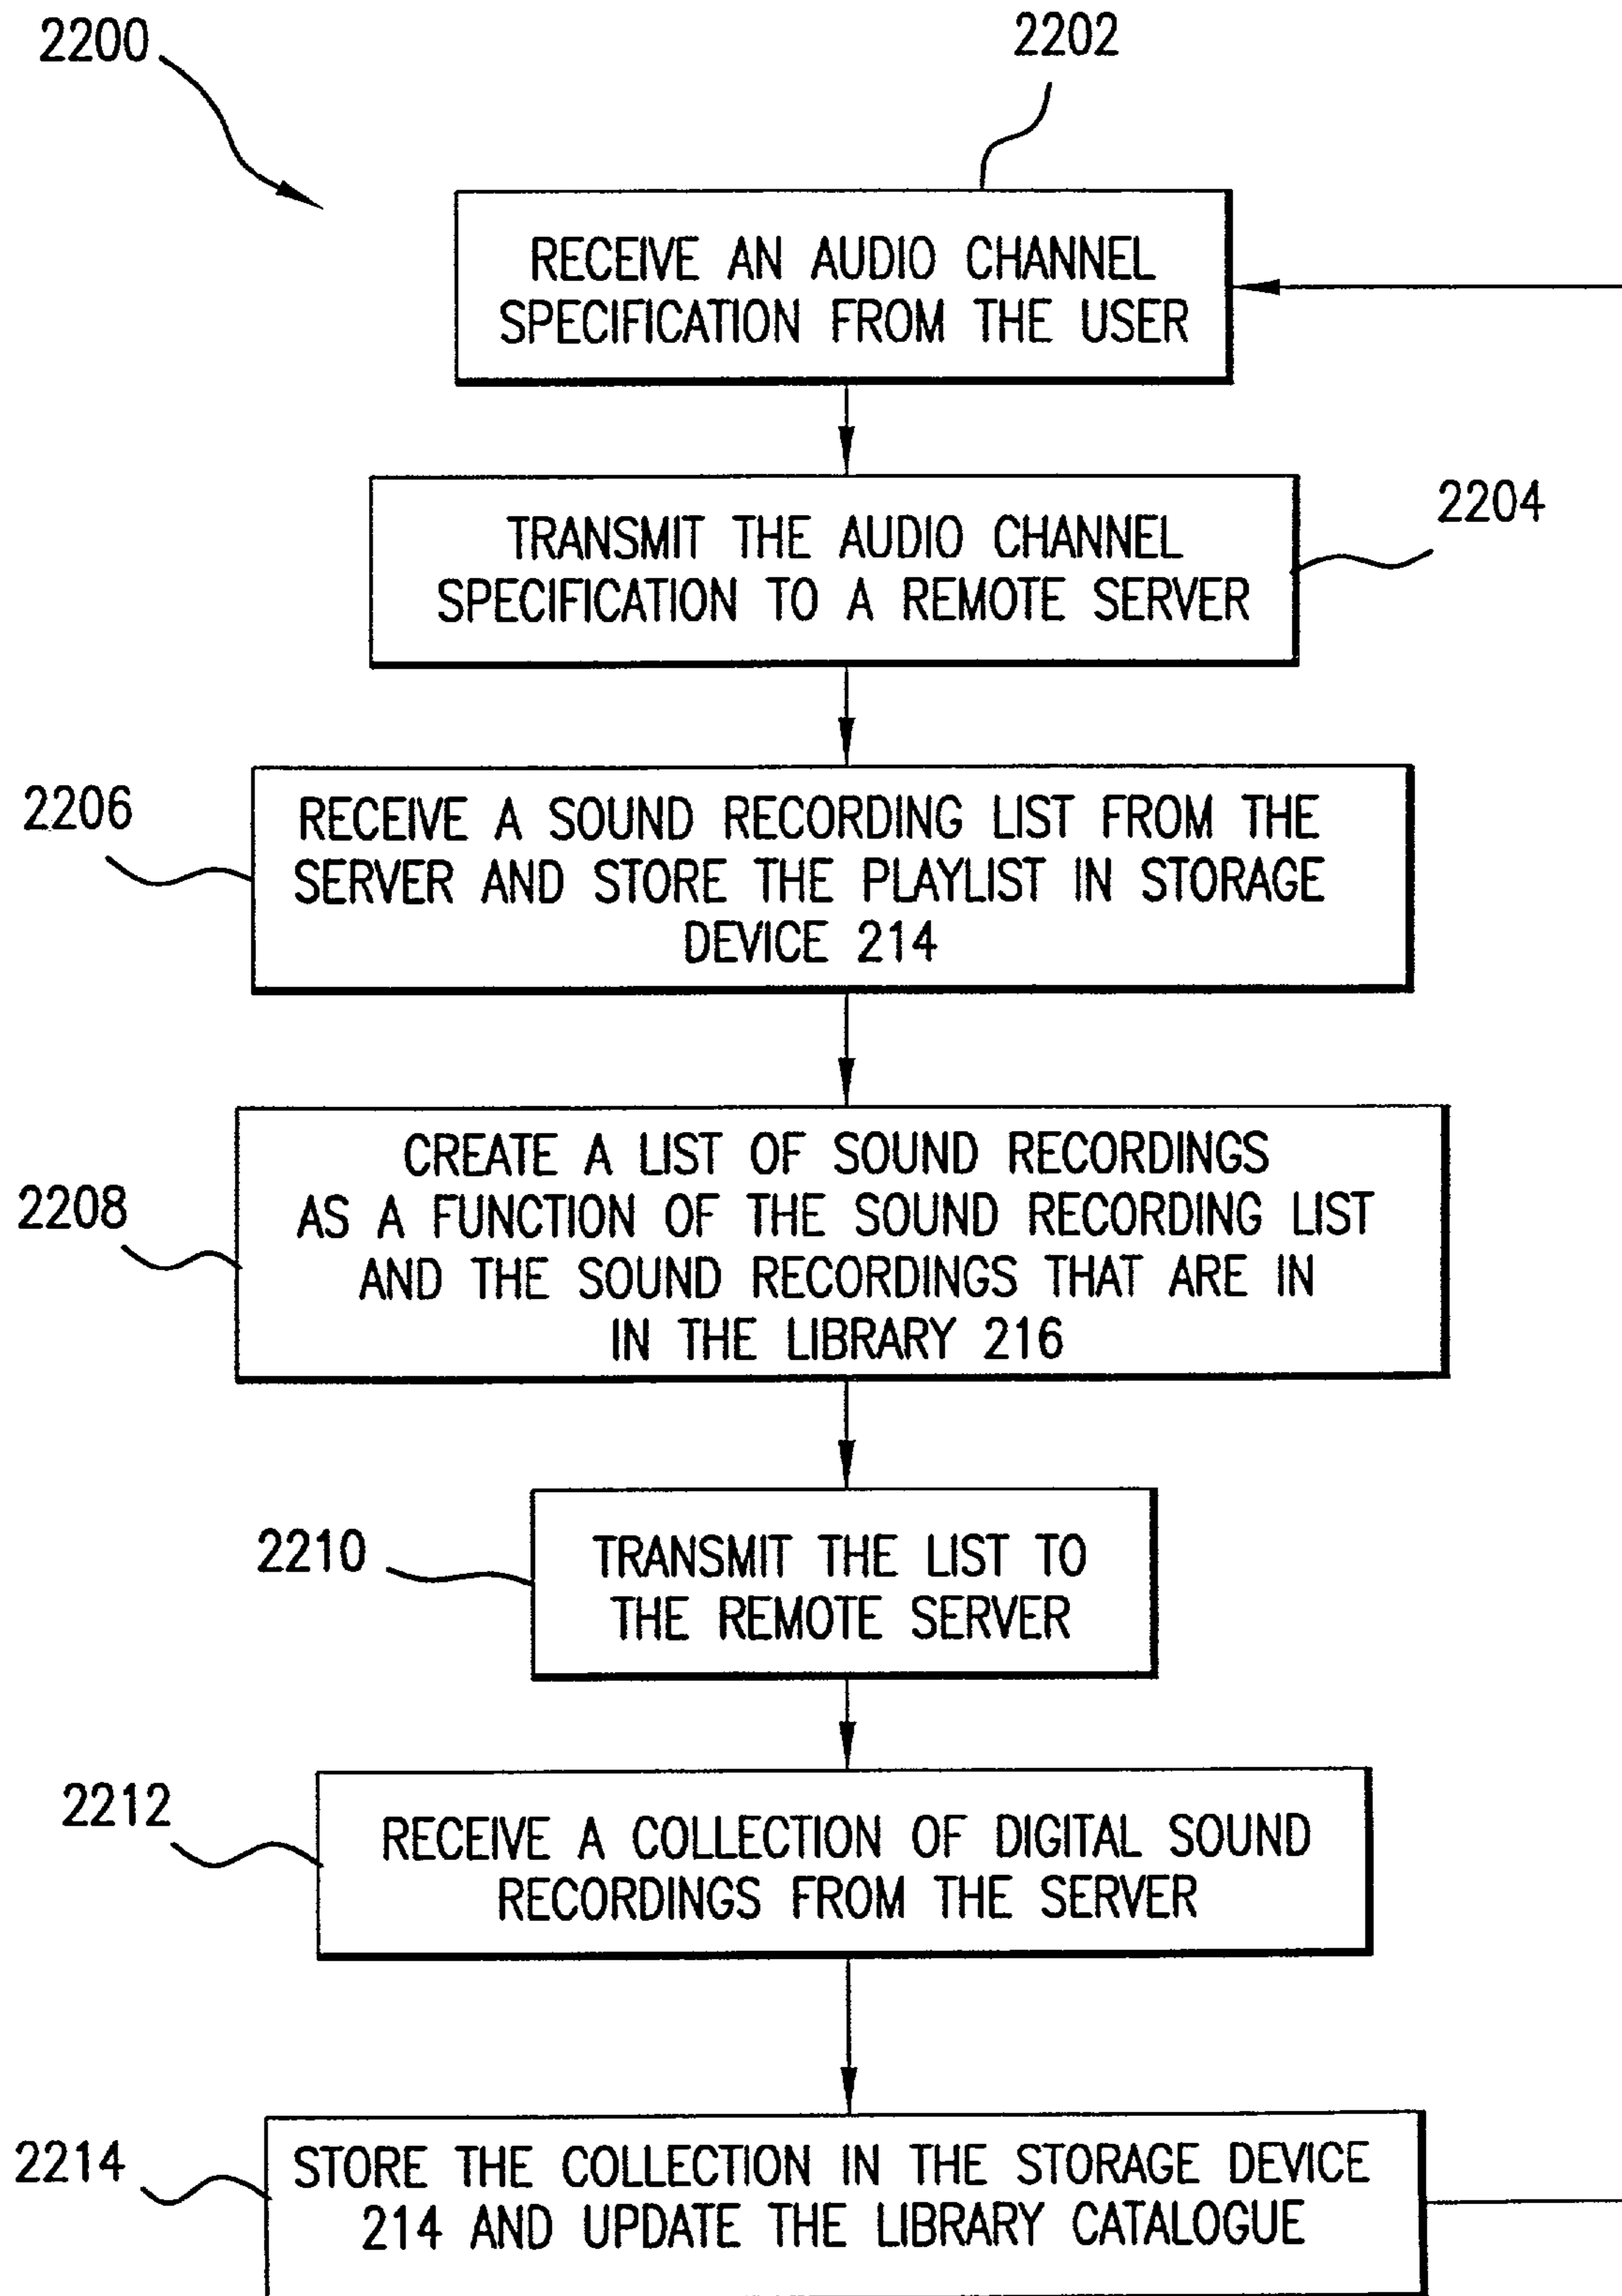 2200
2202
RECEIVE AN AUDIO CHANNEL
SPECIFICATION FROM THE USER
TRANSMIT THE AUDIO CHANNEL
SPECIFICATION TO A REMOTE SERVER
2204
2206
RECEIVE A SOUND RECORDING LIST FROM THE
SERVER AND STORE THE PLAYLIST IN STORAGE
DEVICE 214
2208
CREATE A LIST OF SOUND RECORDINGS
AS A FUNCTION OF THE SOUND RECORDING LIST
AND THE SOUND RECORDINGS THAT ARE IN
IN THE LIBRARY 216
2210
TRANSMIT THE LIST TO
THE REMOTE SERVER
2212
RECEIVE A COLLECTION OF DIGITAL SOUND
RECORDINGS FROM THE SERVER
2214
STORE THE COLLECTION IN THE STORAGE DEVICE
214 AND UPDATE THE LIBRARY CATALOGUE